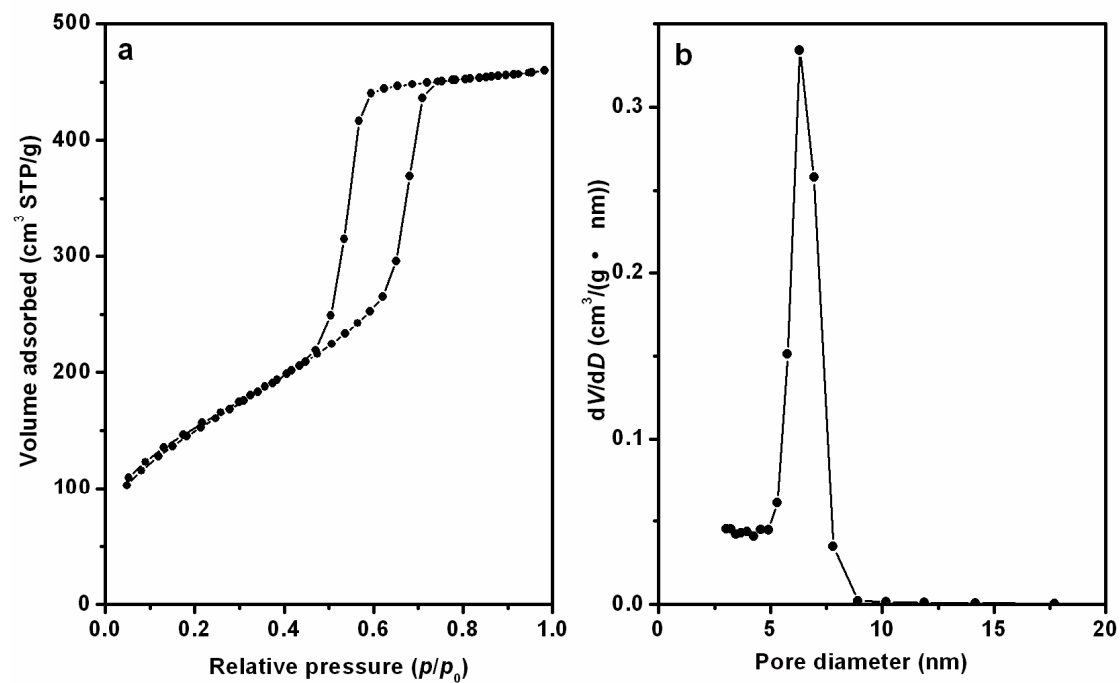 a
500
400
300
200
100
0
Volume adsorbed (cm³ STP/g)
0.0 0.2 0.4 0.6 0.8 1.0
Relative pressure (p/p₀)
b
0.3
0.2
0.1
0.0
dV/dD (cm³/(g • nm))
0 5 10 15 20
Pore diameter (nm)